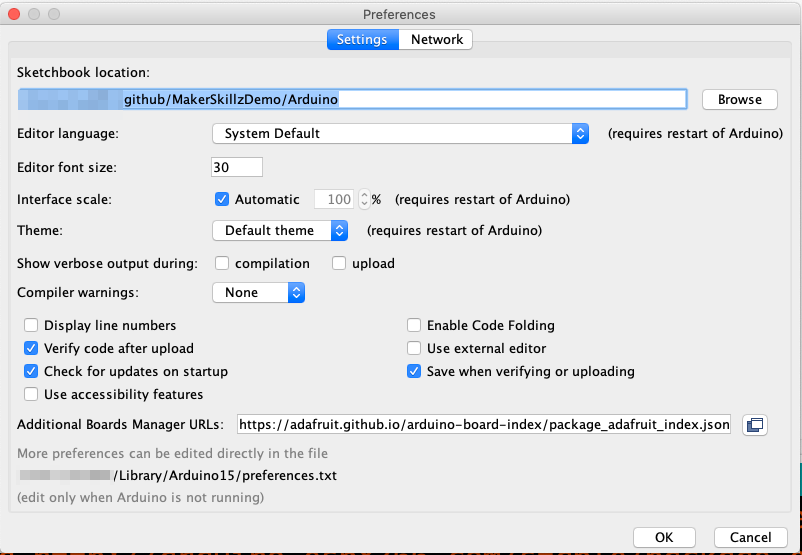 Preferences
Settings Network
Sketchbook location:
github/MakerSkillzDemo/Arduino Browse
Editor language: System Default (requires restart of Arduino)
Editor font size: 30
Interface scale: Automatic 100 % (requires restart of Arduino)
Theme: Default theme (requires restart of Arduino)
Show verbose output during: compilation upload
Compiler warnings: None
Display line numbers Enable Code Folding
Verify code after upload Use external editor
Check for updates on startup Save when verifying or uploading
Use accessibility features
Additional Boards Manager URLs: https://adafruit.github.io/arduino-board-index/package_adafruit_index.json
More preferences can be edited directly in the file
/Library/Arduino15/preferences.txt
(edit only when Arduino is not running)
OK Cancel